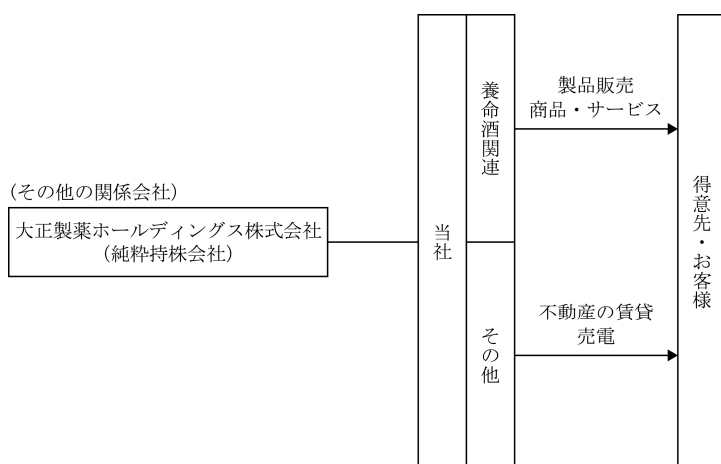 （その他の関係会社）
大正製薬ホールディングス株式会社
（純粋持株会社）
当社
養命酒関連
その他
製品販売
商品・サービス
不動産の賃貸
売電
得意先・お客様